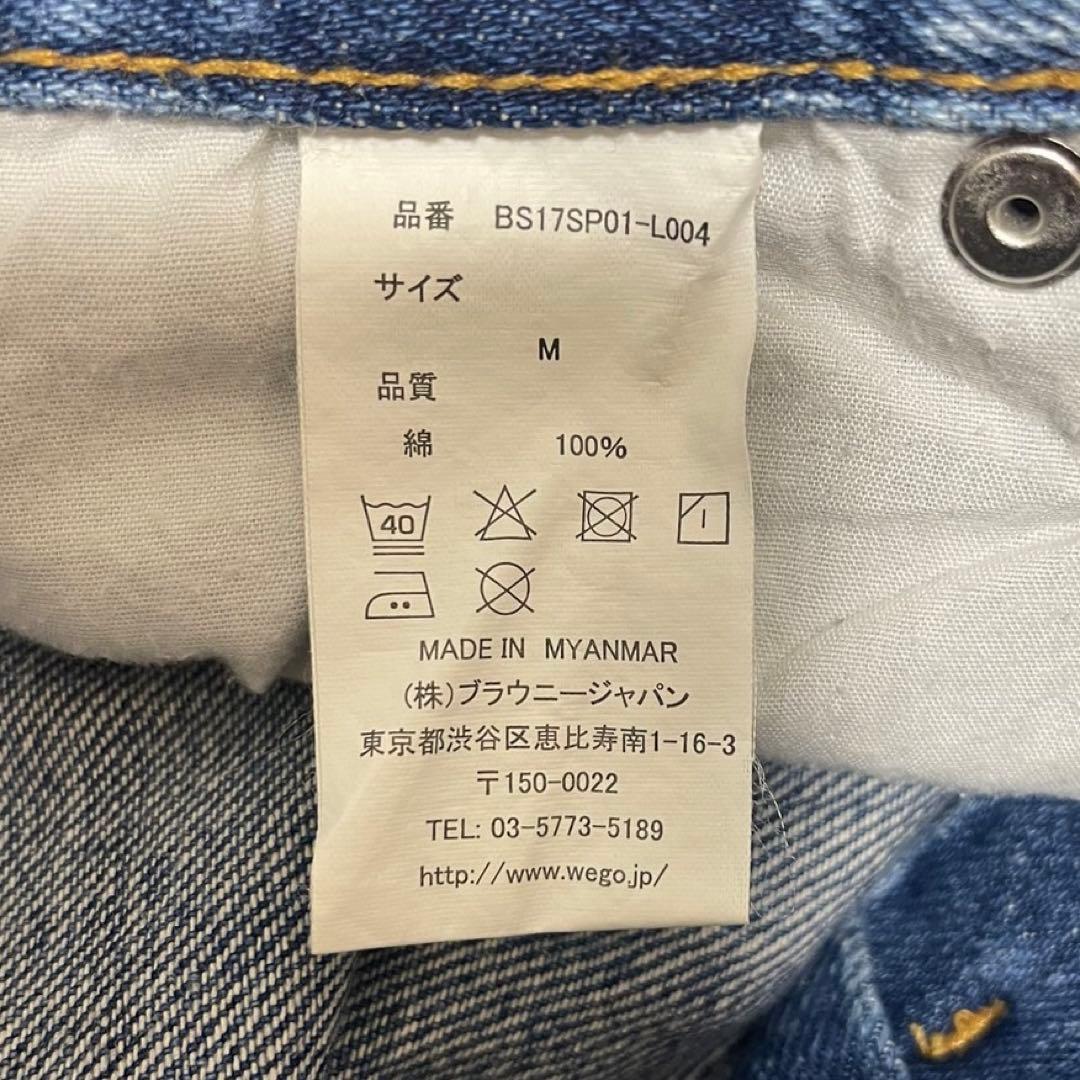 品番 BS17SP01-L004
サイズ
M
品質
綿 100%
40
MADE IN MYANMAR
(株)ブラウニージャパン
東京都渋谷区恵比寿南1-16-3
〒150-0022
TEL: 03-5773-5189
http://www.wego.jp/